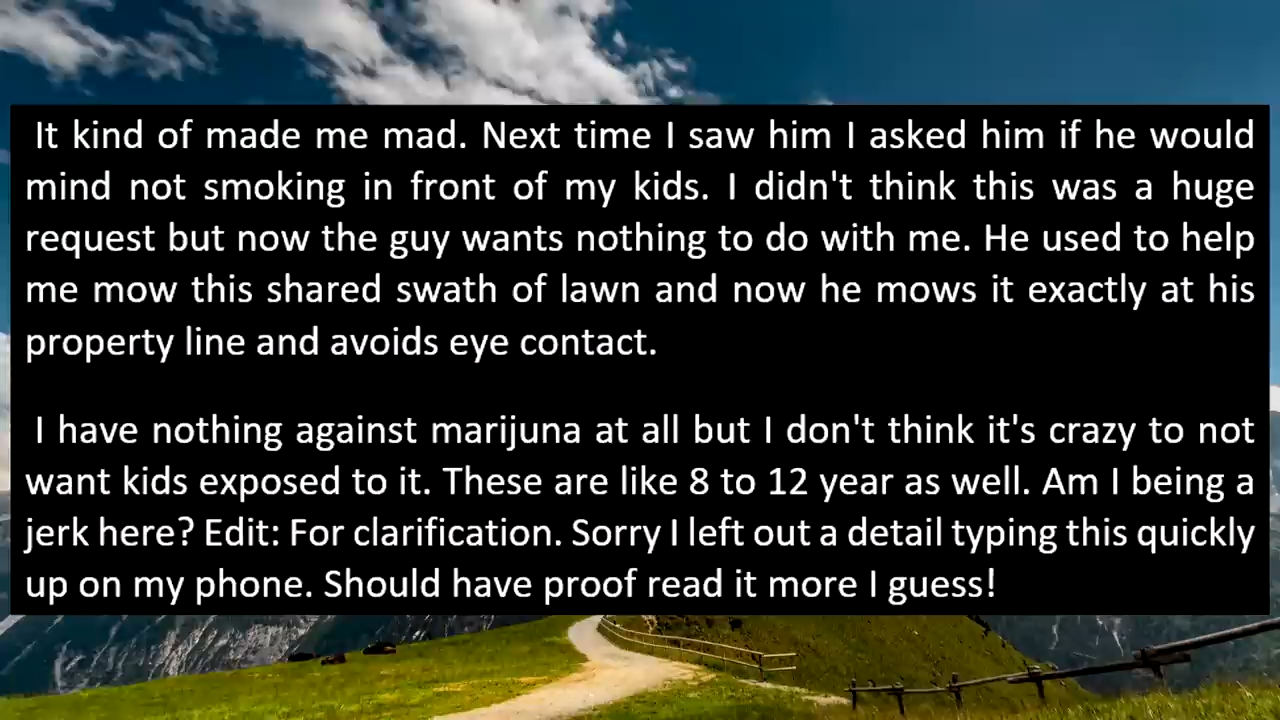 It kind of made me mad. Next time I saw him I asked him if he would
mind not smoking in front of my kids. I didn't think this was a huge
request but now the guy wants nothing to do with me. He used to help
me mow this shared swath of lawn and now he mows it exactly at his
property line and avoids eye contact.
I have nothing against marijuna at all but I don't think it's crazy to not
want kids exposed to it. These are like 8 to 12 year as well. Am I being a
jerk here? Edit: For clarification. Sorry I left out a detail typing this quickly
up on my phone. Should have proof read it more I guess!